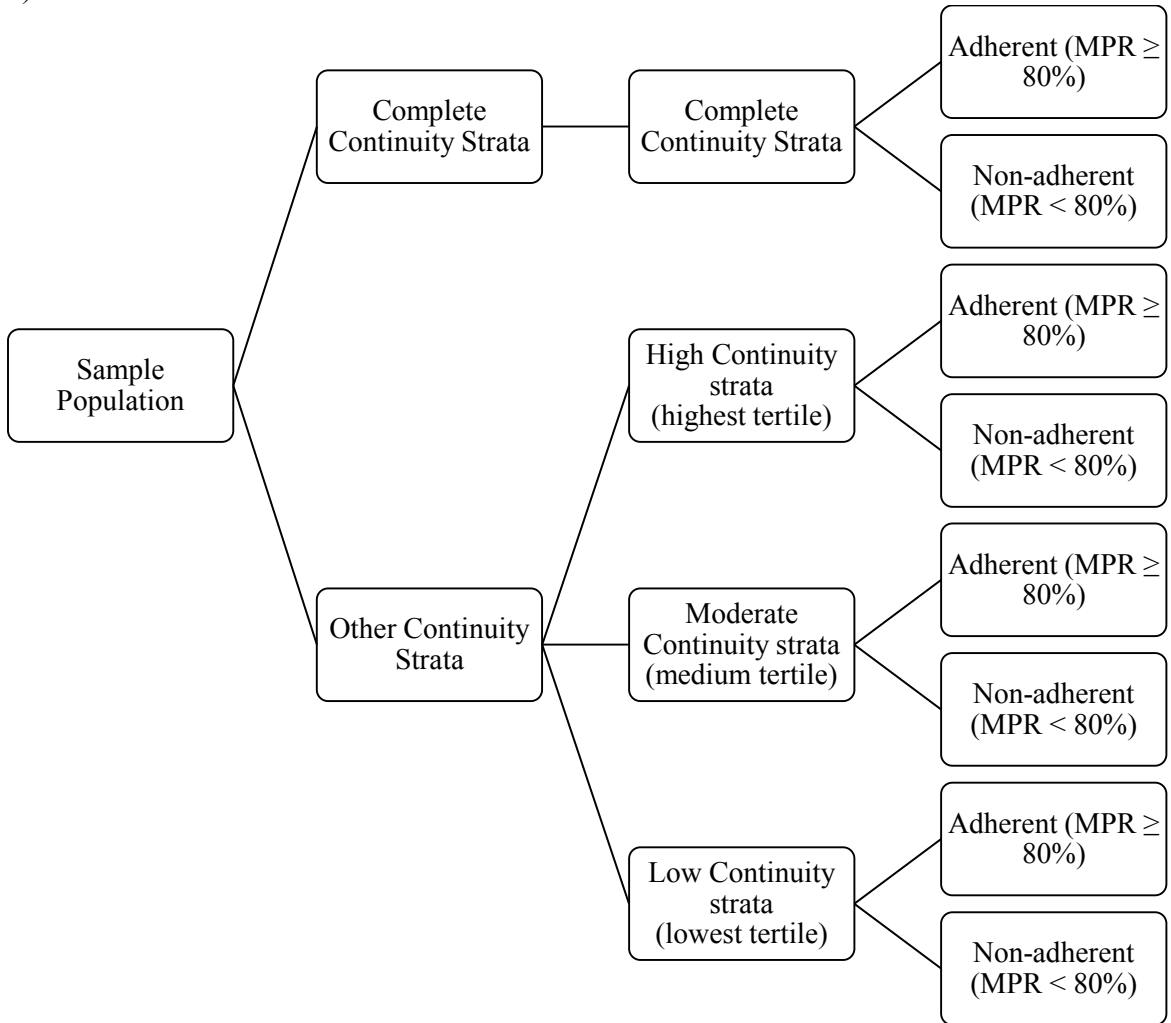 )
Adherent (MPR ≥
80%)
Complete
Continuity Strata
Complete
Continuity Strata
Non-adherent
(MPR < 80%)
Adherent (MPR ≥
80%)
Sample
Population
High Continuity
strata
(highest tertile)
Non-adherent
(MPR < 80%)
Adherent (MPR ≥
80%)
Other Continuity
Strata
Moderate
Continuity strata
(medium tertile)
Non-adherent
(MPR < 80%)
Adherent (MPR ≥
80%)
Low Continuity
strata
(lowest tertile)
Non-adherent
(MPR < 80%)